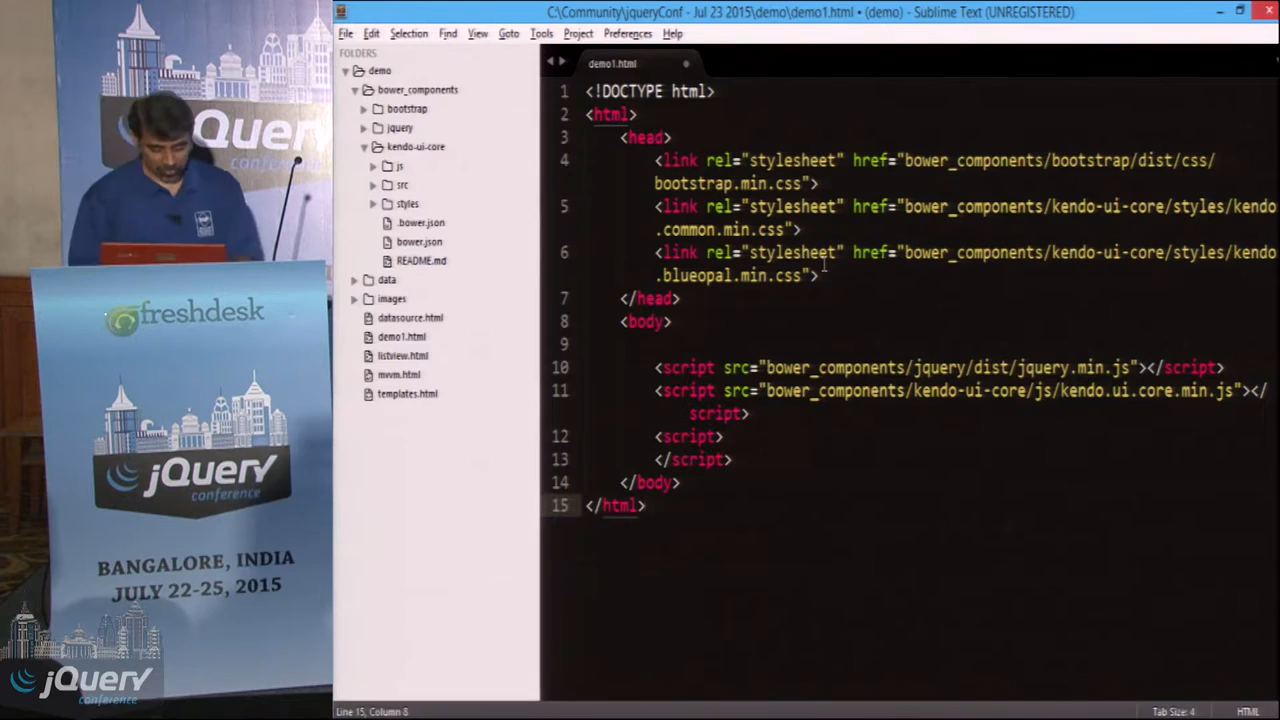 C:\Community\jqueryConf - Jul 23 2015\demo\demo1.html • (demo) - Sublime Text (UNREGISTERED)
File Edit Selection Find View Goto Tools Project Preferences Help
FOLDERS
demo
bower_components
bootstrap
jquery
kendo-ui-core
js
src
styles
.bower.json
bower.json
README.md
data
images
datasource.html
demo1.html
listview.html
mvvm.html
templates.html
demo1.html
1 <!DOCTYPE html>
2 <html>
3 <head>
4 <link rel="stylesheet" href="bower_components/bootstrap/dist/css/
bootstrap.min.css">
5 <link rel="stylesheet" href="bower_components/kendo-ui-core/styles/kendo
.common.min.css">
6 <link rel="stylesheet" href="bower_components/kendo-ui-core/styles/kendo
.blueopal.min.css">
7 </head>
8 <body>
9
10 <script src="bower_components/jquery/dist/jquery.min.js"></script>
11 <script src="bower_components/kendo-ui-core/js/kendo.ui.core.min.js"></
script>
12 <script>
13 </script>
14 </body>
15 </html>
Line 15, Column 8
Tab Size: 4
HTML
freshdesk
jQuery
conference
BANGALORE, INDIA
JULY 22-25, 2015
jQuery
conference